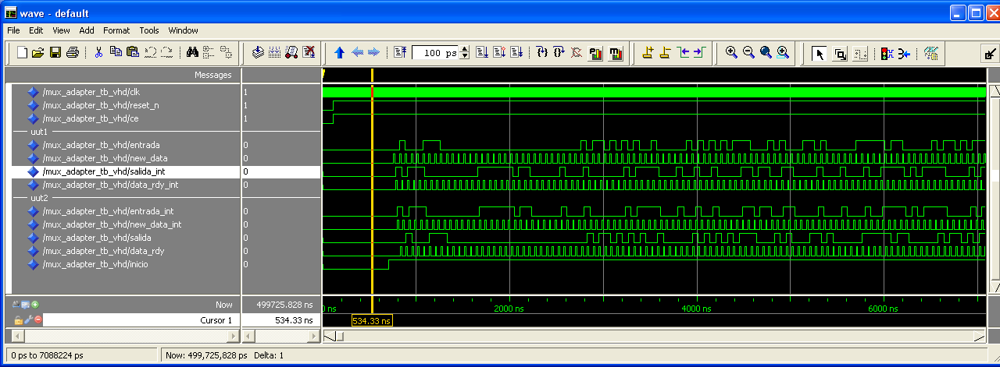 wave - default
File Edit View Add Format Tools Window
100 ps
Messages
/mux_adapter_tb_vhd/clk 1
/mux_adapter_tb_vhd/reset_n 1
/mux_adapter_tb_vhd/ce 1
uut1
/mux_adapter_tb_vhd/entrada 0
/mux_adapter_tb_vhd/new_data 0
/mux_adapter_tb_vhd/salida_int 0
/mux_adapter_tb_vhd/data_rdy_int 0
uut2
/mux_adapter_tb_vhd/entrada_int 0
/mux_adapter_tb_vhd/new_data_int 0
/mux_adapter_tb_vhd/salida 0
/mux_adapter_tb_vhd/data_rdy 0
/mux_adapter_tb_vhd/inicio 0
Now 499725.828 ns 0 ns 2000 ns 4000 ns 6000 ns
Cursor 1 534.33 ns 534.33 ns
0 ps to 7088224 ps Now: 499,725,828 ps Delta: 1